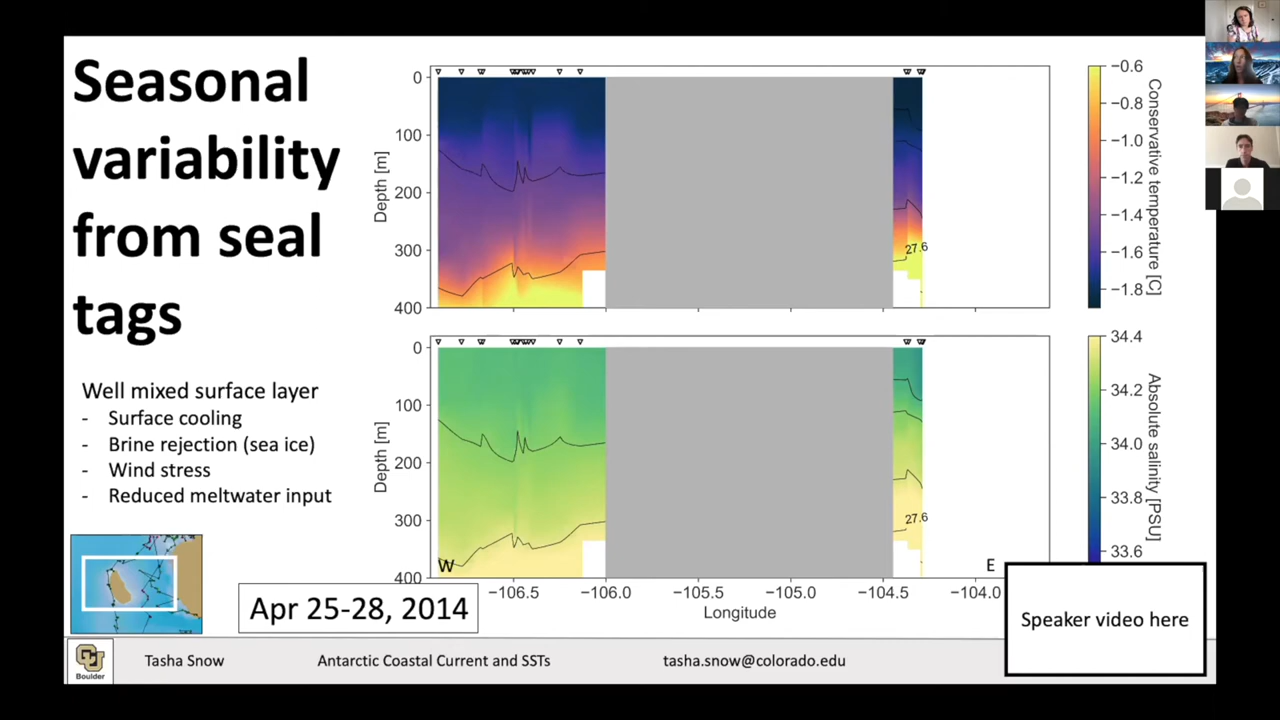 Seasonal
variability
from seal
tags
Well mixed surface layer
- Surface cooling
- Brine rejection (sea ice)
- Wind stress
- Reduced meltwater input
Apr 25-28, 2014
0
100
200
300
400
Depth [m]
27.6
−0.6
−0.8
−1.0
−1.2
−1.4
−1.6
−1.8
Conservative temperature [C]
0
100
200
300
400
Depth [m]
27.6
W
E
−106.5
−106.0
−105.5
−105.0
−104.5
−104.0
Longitude
34.4
34.2
34.0
33.8
33.6
Absolute salinity [PSU]
Speaker video here
Boulder
Tasha Snow
Antarctic Coastal Current and SSTs
tasha.snow@colorado.edu